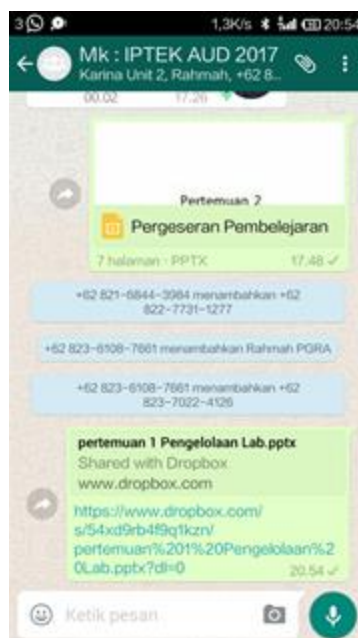 3 1,3K/s 20:54
Mk : IPTEK AUD 2017
Karina Unit 2, Rahmah, +62 8...
00.02 17.26
Pertemuan 2
Pergeseran Pembelejaran
7 halaman · PPTX 17.48
+62 821-6844-3984 menambahkan +62
822-7731-1277
+62 823-6108-7661 menambahkan Rahmah PGRA
+62 823-6108-7661 menambahkan +62
823-7022-4126
pertemuan 1 Pengelolaan Lab.pptx
Shared with Dropbox
www.dropbox.com
https://www.dropbox.com/
s/54xd9rb4f9q1kzn/
pertemuan%201%20Pengelolaan%2
0Lab.pptx?dl=0
20.54
Ketik pesan